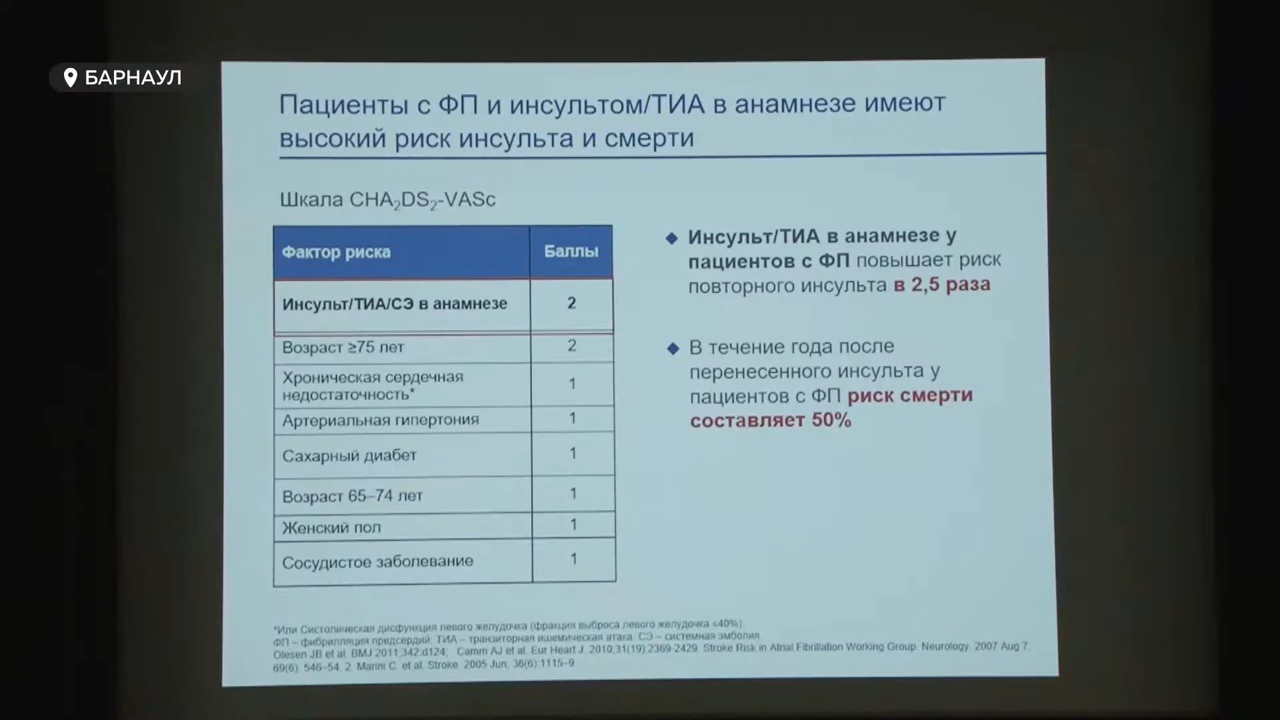 БАРНАУЛ
Пациенты с ФП и инсультом/ТИА в анамнезе имеют
высокий риск инсульта и смерти
Шкала CHA₂DS₂-VASc
Фактор риска Баллы
Инсульт/ТИА/СЭ в анамнезе 2
Возраст ≥75 лет 2
Хроническая сердечная
недостаточность* 1
Артериальная гипертония 1
Сахарный диабет 1
Возраст 65–74 лет 1
Женский пол 1
Сосудистое заболевание 1
Инсульт/ТИА в анамнезе у
пациентов с ФП повышает риск
повторного инсульта в 2,5 раза
В течение года после
перенесенного инсульта у
пациентов с ФП риск смерти
составляет 50%
*Или Систолическая дисфункция левого желудочка (фракция выброса левого желудочка ≤40%).
ФП – фибрилляция предсердий; ТИА – транзиторная ишемическая атака. СЭ – системная эмболия
Olesen JB et al. BMJ 2011;342:d124; Camm AJ et al. Eur Heart J. 2010;31(19):2369-2429. Stroke Risk in Atrial Fibrillation Working Group. Neurology. 2007 Aug 7;
69(6): 546–54. 2. Marini C. et al. Stroke. 2005 Jun; 36(6):1115–9